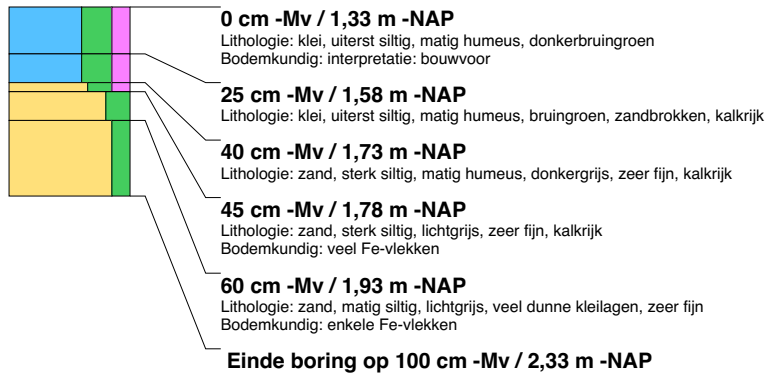 0 cm -Mv / 1,33 m -NAP
Lithologie: klei, uiterst siltig, matig humeus, donkerbruingroen
Bodemkundig: interpretatie: bouwvoor
25 cm -Mv / 1,58 m -NAP
Lithologie: klei, uiterst siltig, matig humeus, bruingroen, zandbrokken, kalkrijk
40 cm -Mv / 1,73 m -NAP
Lithologie: zand, sterk siltig, matig humeus, donkergrijs, zeer fijn, kalkrijk
45 cm -Mv / 1,78 m -NAP
Lithologie: zand, sterk siltig, lichtgrijs, zeer fijn, kalkrijk
Bodemkundig: veel Fe-vlekken
60 cm -Mv / 1,93 m -NAP
Lithologie: zand, matig siltig, lichtgrijs, veel dunne kleilagen, zeer fijn
Bodemkundig: enkele Fe-vlekken
Einde boring op 100 cm -Mv / 2,33 m -NAP